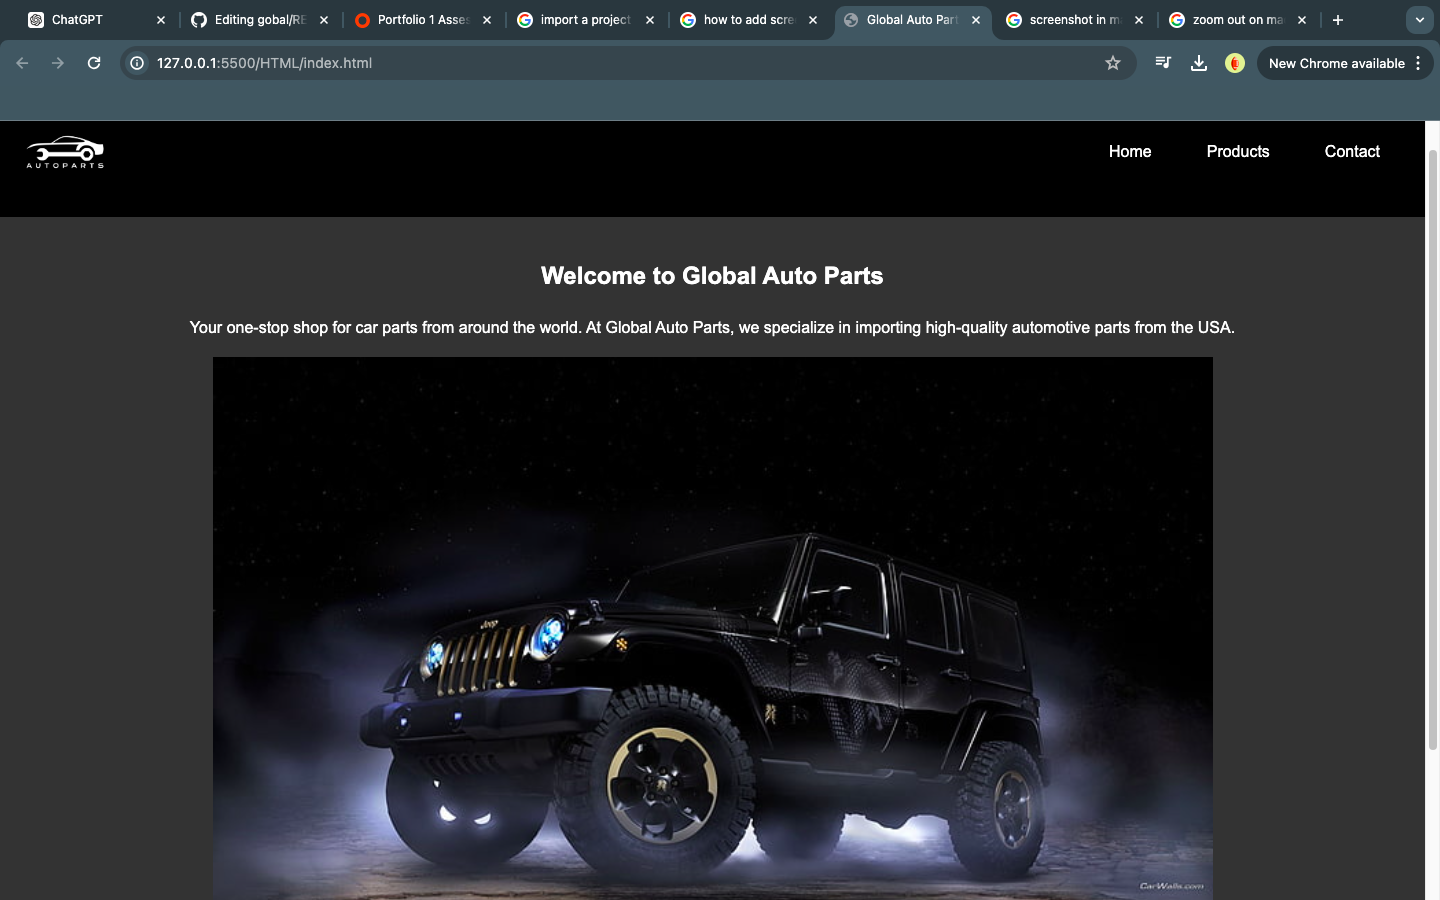 ChatGPT
Editing gobal/RE
Portfolio 1 Asses
import a project
how to add scre
Global Auto Part
screenshot in m
zoom out on ma
127.0.0.1:5500/HTML/index.html
New Chrome available
AUTOPARTS
Home
Products
Contact
Welcome to Global Auto Parts
Your one-stop shop for car parts from around the world. At Global Auto Parts, we specialize in importing high-quality automotive parts from the USA.
Jeep
CarWalls.com